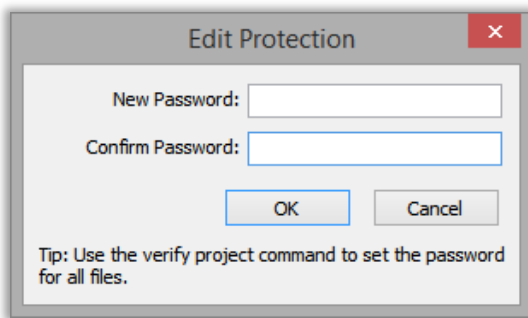 Edit Protection
New Password:
Confirm Password:
OK Cancel
Tip: Use the verify project command to set the password
for all files.